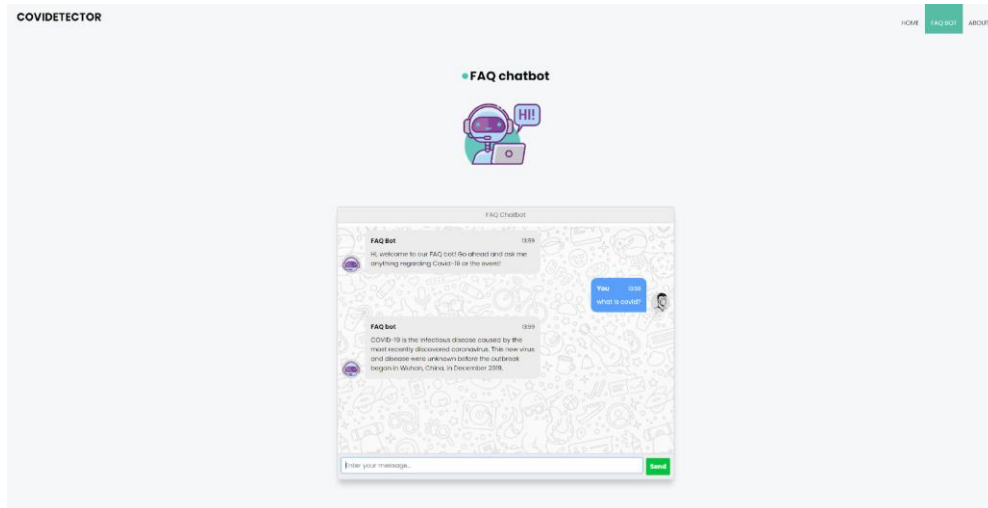 COVIDETECTOR
HOME FAQ BOT ABOUT
FAQ chatbot
HI!
FAQ Chatbot
FAQ Bot 13:59
Hi, welcome to our FAQ bot! Go ahead and ask me
anything regarding Covid-19 or the event!
You 13:59
what is covid?
FAQ bot 13:59
COVID-19 is the infectious disease caused by the
most recently discovered coronavirus. This new virus
and disease were unknown before the outbreak
began in Wuhan, China, in December 2019.
Enter your message...
Send